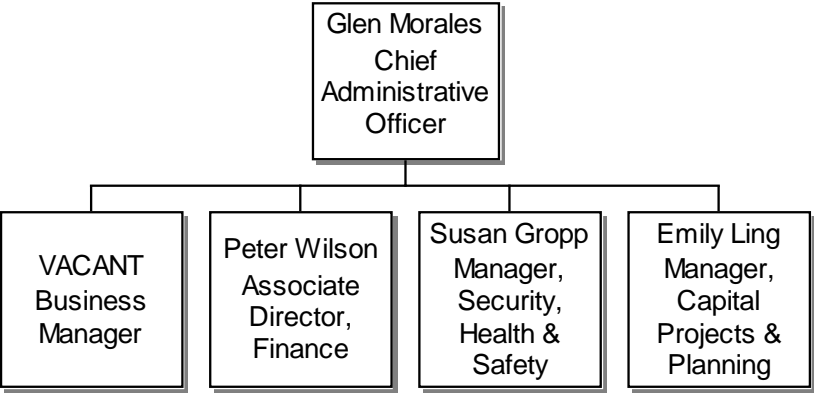 Glen Morales
Chief
Administrative
Officer
VACANT
Business
Manager
Peter Wilson
Associate
Director,
Finance
Susan Gropp
Manager,
Security,
Health &
Safety
Emily Ling
Manager,
Capital
Projects &
Planning